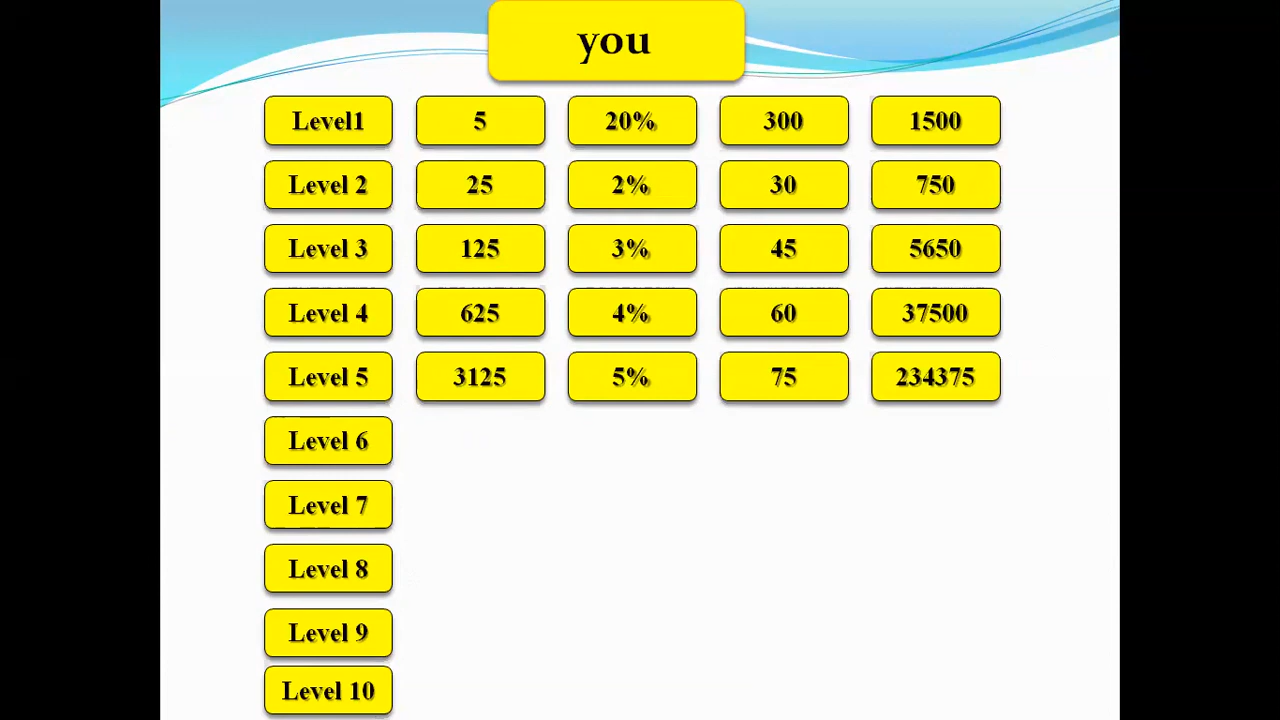 you
Level1 5 20% 300 1500
Level 2 25 2% 30 750
Level 3 125 3% 45 5650
Level 4 625 4% 60 37500
Level 5 3125 5% 75 234375
Level 6
Level 7
Level 8
Level 9
Level 10